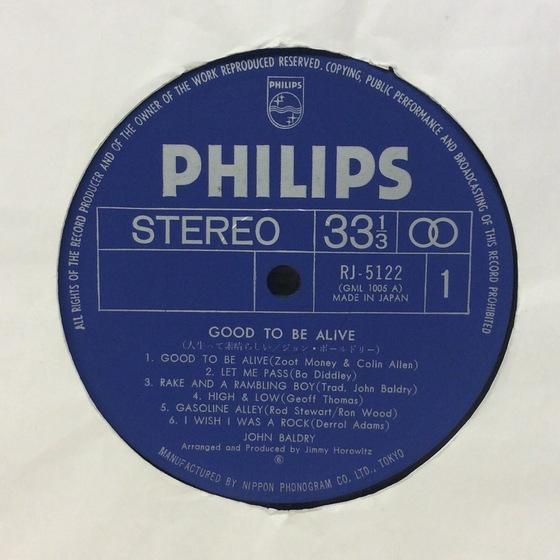 ALL RIGHTS OF THE RECORD PRODUCER AND OF THE OWNER OF THE WORK REPRODUCED RESERVED. COPYING, PUBLIC PERFORMANCE AND BROADCASTING OF THIS RECORD PROHIBITED
PHILIPS
PHILIPS
STEREO 33 1/3
RJ-5122
(GML 1005 A)
MADE IN JAPAN
1
GOOD TO BE ALIVE
(人生って素晴らしい/ジョン・ボールドリー)
1. GOOD TO BE ALIVE(Zoot Money & Colin Allen)
2. LET ME PASS(Bo Diddley)
3. RAKE AND A RAMBLING BOY(Trad. John Baldry)
4. HIGH & LOW(Geoff Thomas)
5. GASOLINE ALLEY(Rod Stewart/Ron Wood)
6. I WISH I WAS A ROCK(Derrol Adams)
JOHN BALDRY
Arranged and Produced by Jimmy Horowitz
MANUFACTURED BY NIPPON PHONOGRAM CO. LTD., TOKYO